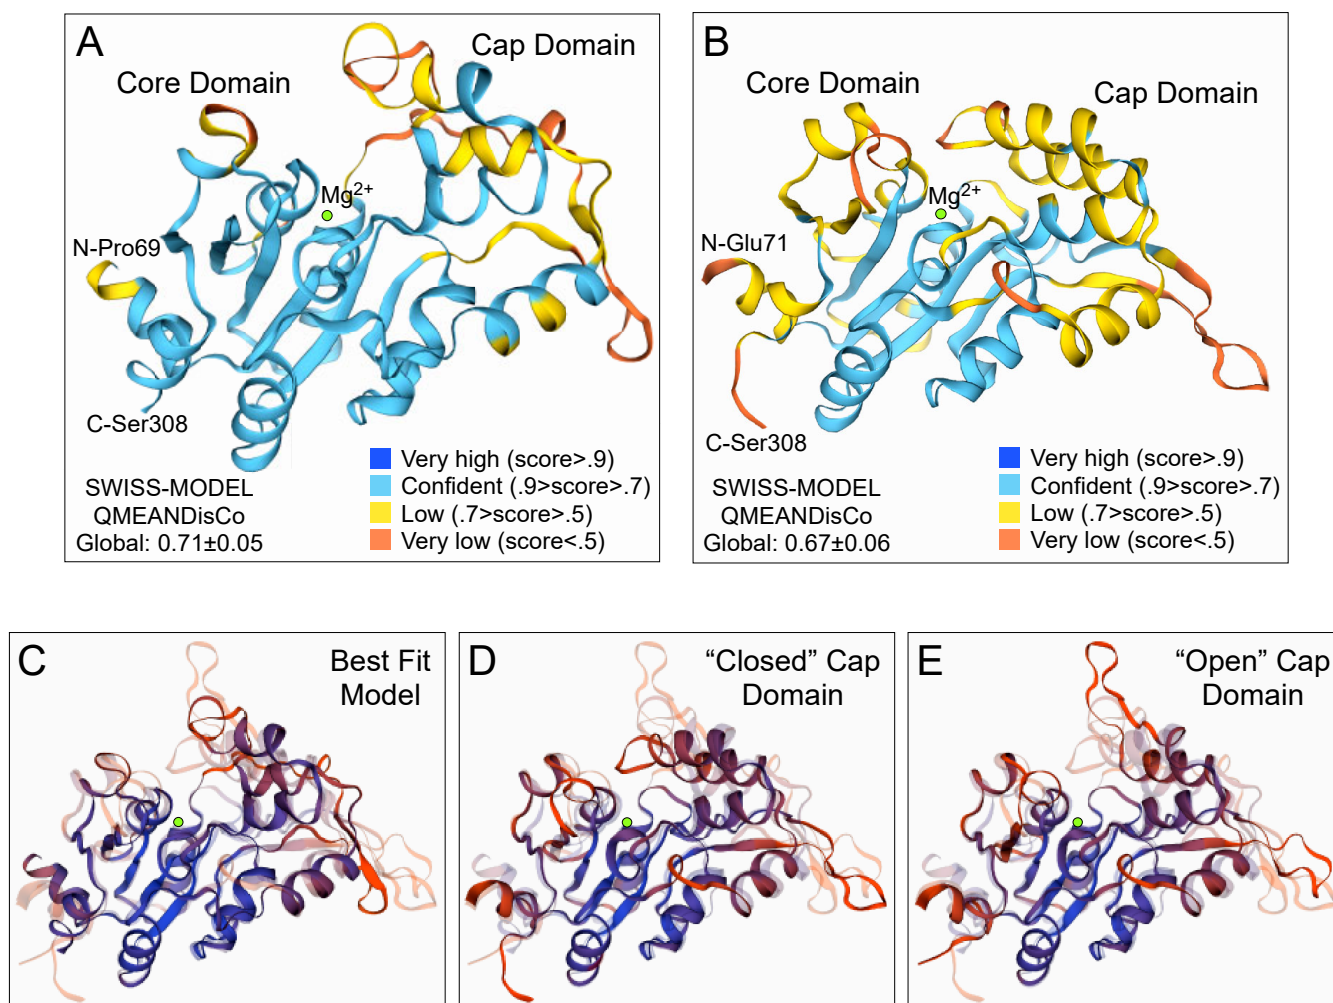 A
Cap Domain
Core Domain
Mg2+
N-Pro69
C-Ser308
SWISS-MODEL
QMEANDisCo
Global: 0.71±0.05
Very high (score>.9)
Confident (.9>score>.7)
Low (.7>score>.5)
Very low (score<.5)
B
Core Domain
Cap Domain
Mg2+
N-Glu71
C-Ser308
SWISS-MODEL
QMEANDisCo
Global: 0.67±0.06
Very high (score>.9)
Confident (.9>score>.7)
Low (.7>score>.5)
Very low (score<.5)
C
Best Fit
Model
D
“Closed” Cap
Domain
E
“Open” Cap
Domain